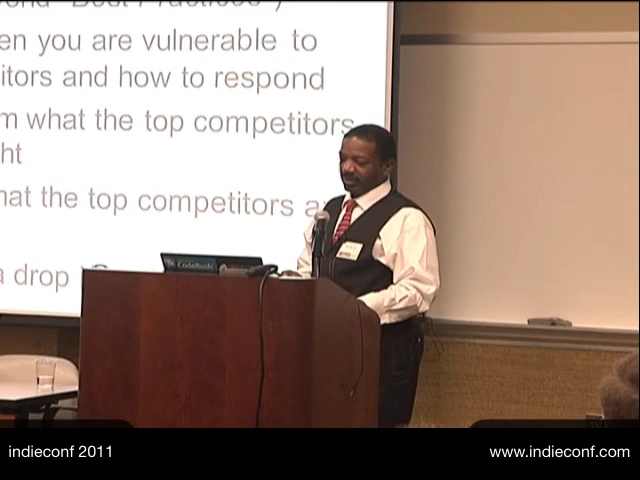 en you are vulnerable to
itors and how to respond
m what the top competitors
ht
hat the top competitors a
a drop
CodeRush
indieconf 2011
www.indieconf.com